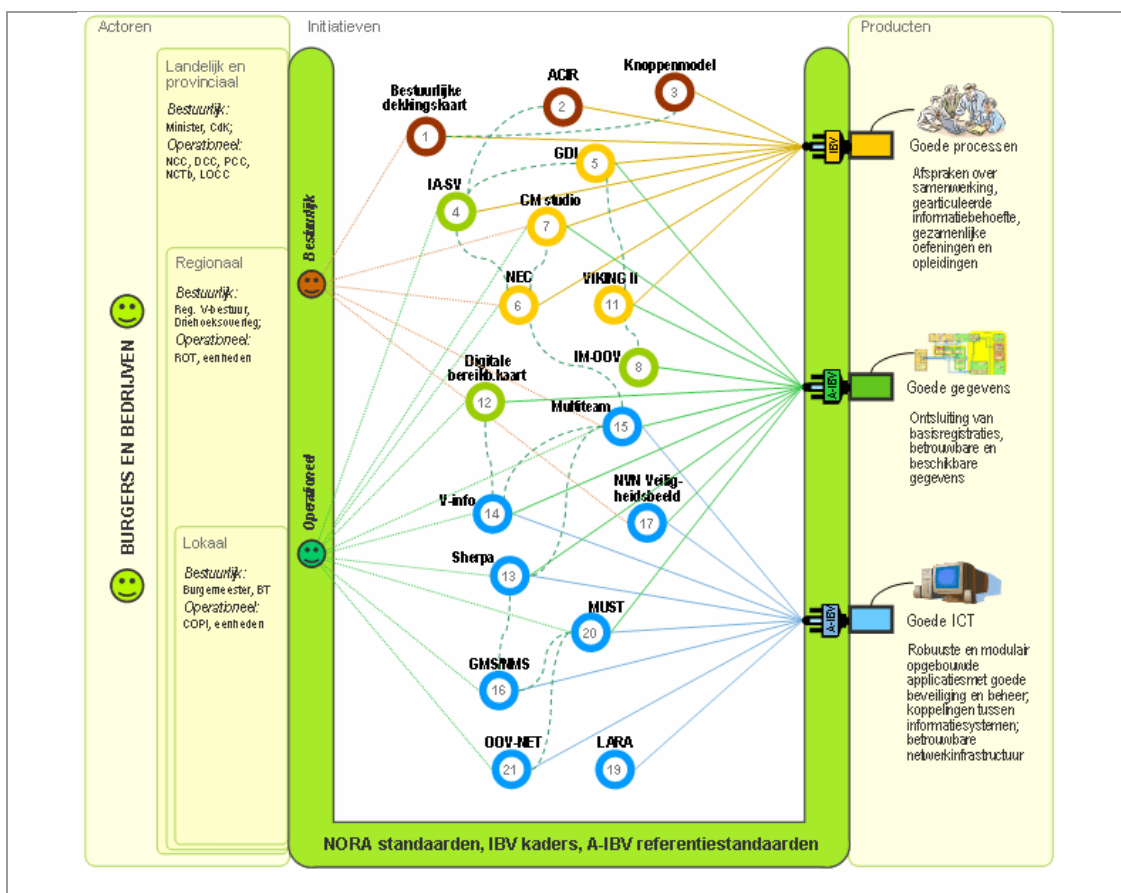 Actoren
Initiatieven
Producten
Landelijk en
provinciaal
Bestuurlijk:
Minister, CdK;
Operationeel:
NCC, DCC, PCC,
NCTb, LOCC
Regionaal
Bestuurlijk:
Reg. V-bestuur,
Driehoeksoverleg;
Operationeel:
ROT, eenheden
Lokaal
Bestuurlijk:
Burgemeester, BT
Operationeel:
COPI, eenheden
BURGERS EN BEDRIJVEN
Bestuurlijk
Operationeel
Bestuurlijke
dekkingskaart
1
ACIR
2
Knoppenmodel
3
GDI
5
IA-SV
4
CM studio
7
NEC
6
VIKING II
11
IM-OOV
8
Digitale
bereikb.kaart
12
Multiteam
15
V-info
14
NVN Veilig-
heidsbeeld
17
Sherpa
13
MUST
20
GMS/NMS
16
OOV-NET
21
LARA
19
IBV
A-IBV
A-IBV
Goede processen
Afspraken over
samenwerking,
gearticuleerde
informatiebehoefte,
gezamenlijke
oefeningen en
opleidingen
Goede gegevens
Ontsluiting van
basisregistraties,
betrouwbare en
beschikbare
gegevens
Goede ICT
Robuuste en modulair
opgebouwde
applicatiesmet goede
beveiliging en beheer;
koppelingen tussen
informatiesystemen;
betrouwbare
netwerkinfrastructuur
NORA standaarden, IBV kaders, A-IBV referentiestandaarden